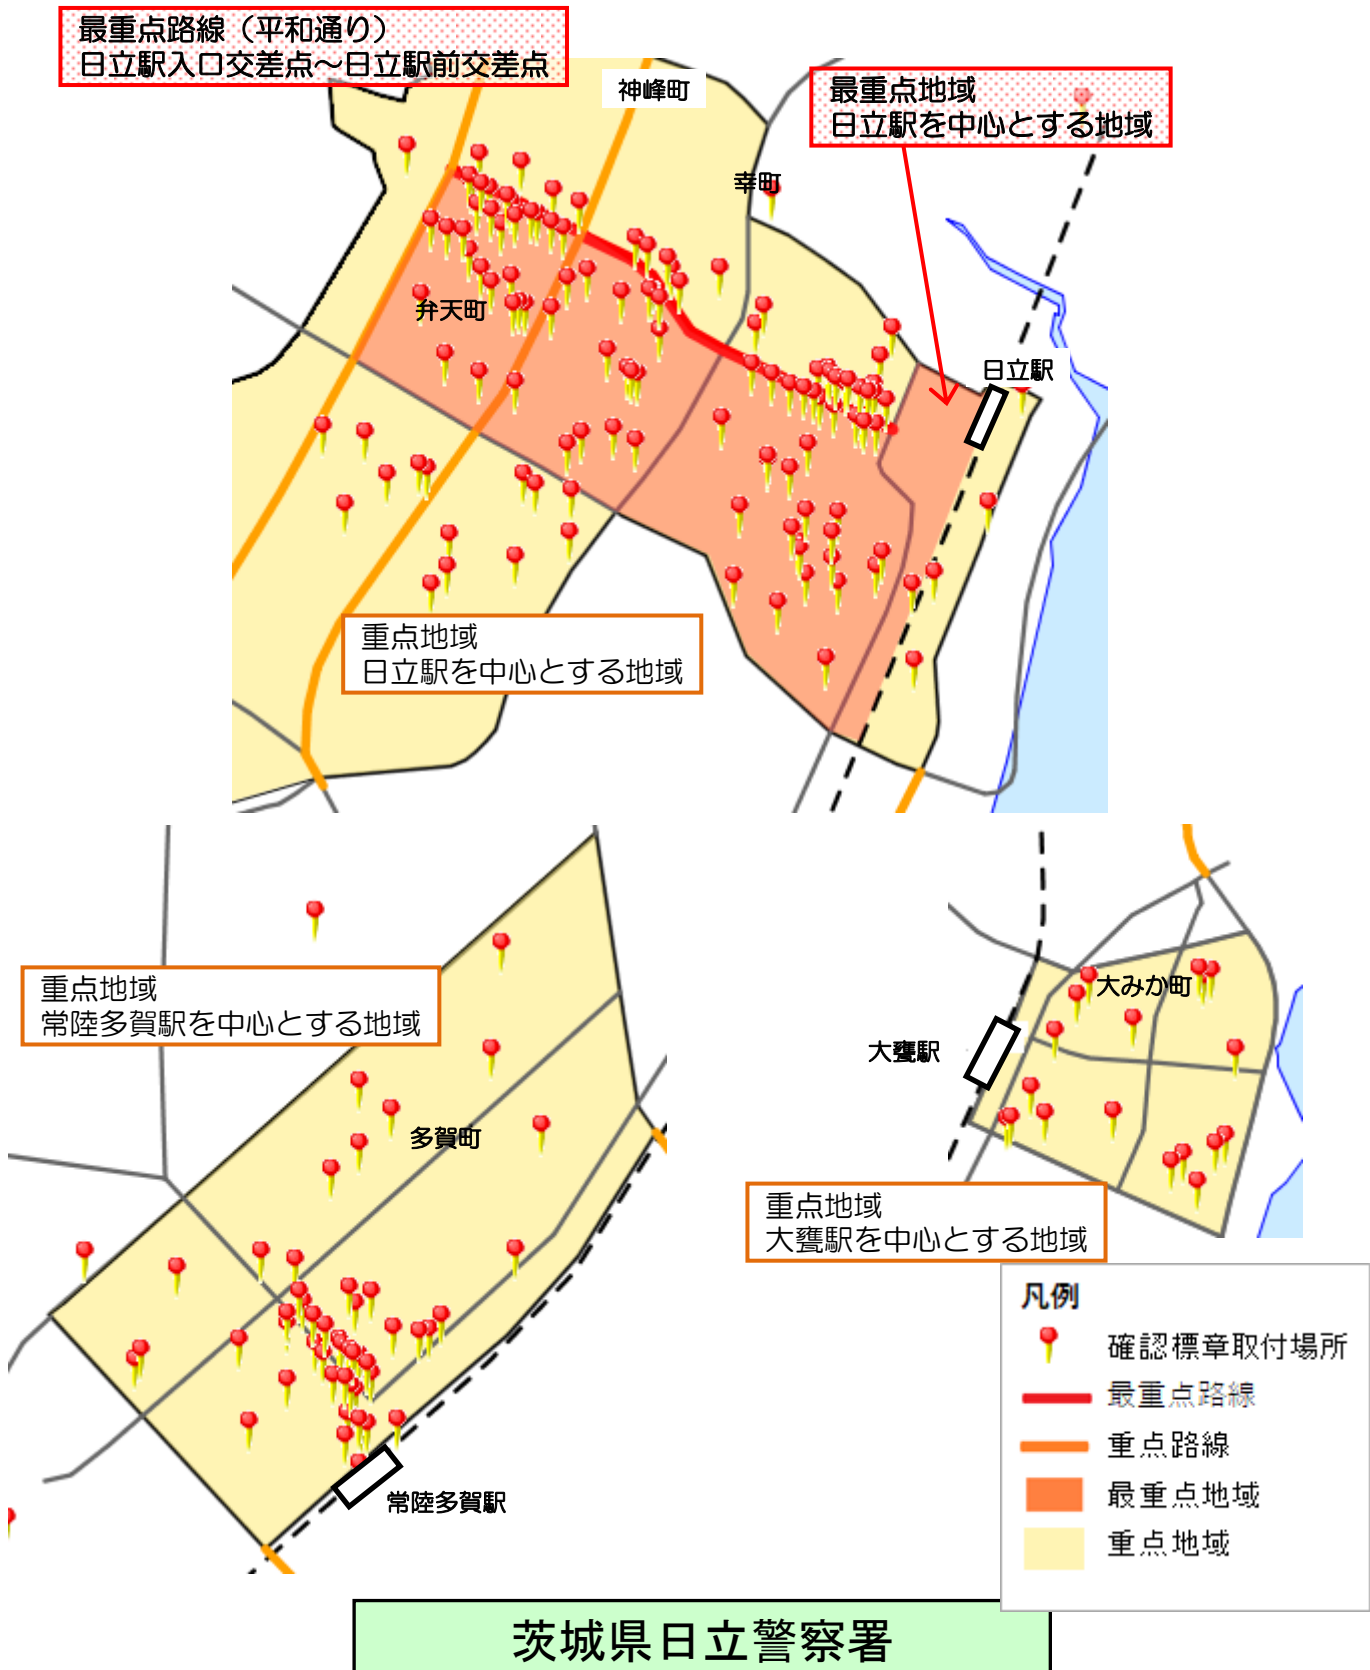 最重点路線（平和通り）
日立駅入口交差点～日立駅前交差点
神峰町
最重点地域
日立駅を中心とする地域
幸町
弁天町
日立駅
重点地域
日立駅を中心とする地域
重点地域
常陸多賀駅を中心とする地域
多賀町
常陸多賀駅
大みか町
大甕駅
重点地域
大甕駅を中心とする地域
凡例
確認標章取付場所
最重点路線
重点路線
最重点地域
重点地域
茨城県日立警察署